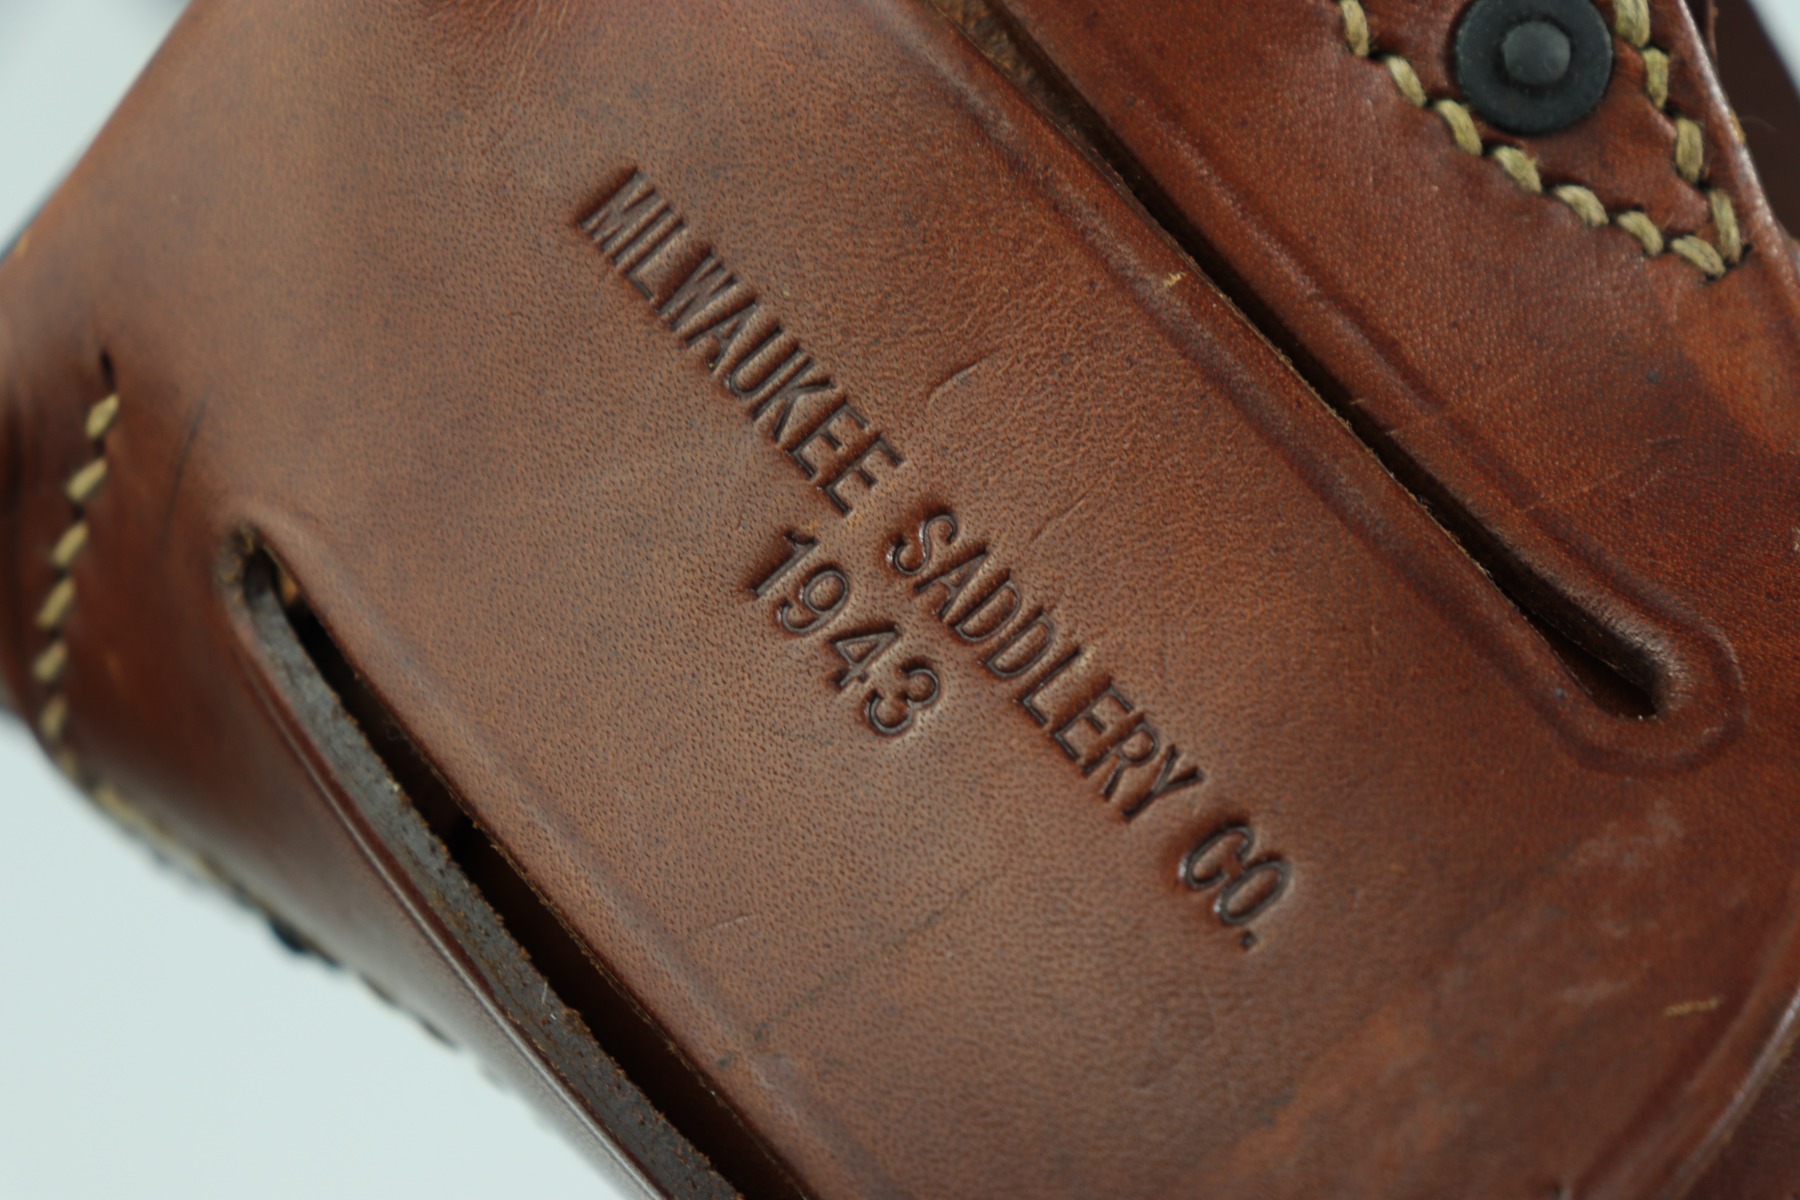 MILWAUKEE SADDLERY CO.
1943